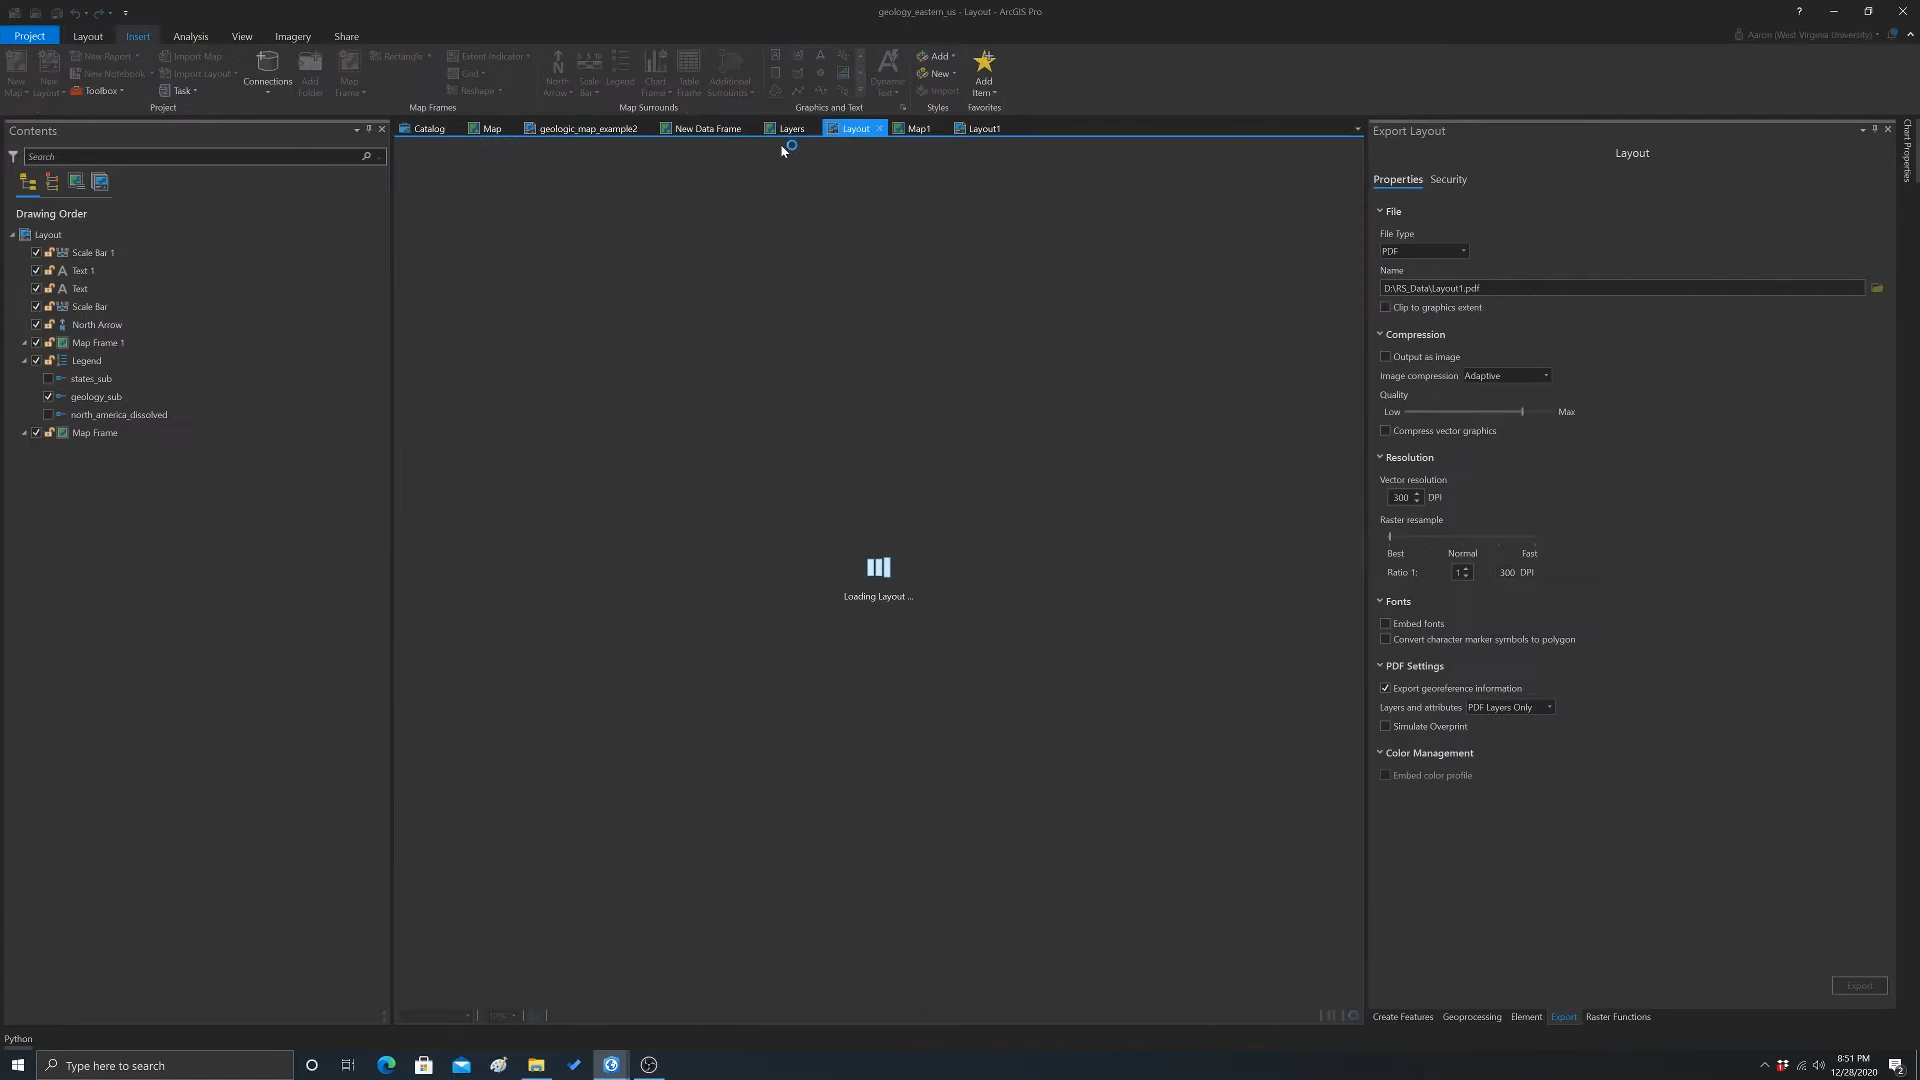 geology_eastern_us - Layout - ArcGIS Pro
?
Project
Layout
Insert
Analysis
View
Imagery
Share
Aaron (West Virginia University)
New Map
New Layout
New Report
New Notebook
Toolbox
Import Map
Import Layout
Task
Connections
Add Folder
Project
Map Frame
Rectangle
Extent Indicator
Grid
Reshape
Map Frames
North Arrow
Scale Bar
Legend
Chart Frame
Table Frame
Additional Surrounds
Map Surrounds
Dynamic Text
Graphics and Text
Add
New
Import
Styles
Add Item
Favorites
Contents
Search
Drawing Order
Layout
Scale Bar 1
Text 1
Text
Scale Bar
North Arrow
Map Frame 1
Legend
states_sub
geology_sub
north_america_dissolved
Map Frame
Catalog
Map
geologic_map_example2
New Data Frame
Layers
Layout
Map1
Layout1
Loading Layout ...
Export Layout
Layout
Properties
Security
File
File Type
PDF
Name
D:\RS_Data\Layout1.pdf
Clip to graphics extent
Compression
Output as image
Image compression Adaptive
Quality
Low Max
Compress vector graphics
Resolution
Vector resolution
300 DPI
Raster resample
Best Normal Fast
Ratio 1: 1 300 DPI
Fonts
Embed fonts
Convert character marker symbols to polygon
PDF Settings
Export georeference information
Layers and attributes PDF Layers Only
Simulate Overprint
Color Management
Embed color profile
Export
Create Features
Geoprocessing
Element
Export
Raster Functions
Chart Properties
Python
Type here to search
8:51 PM
12/28/2020
2